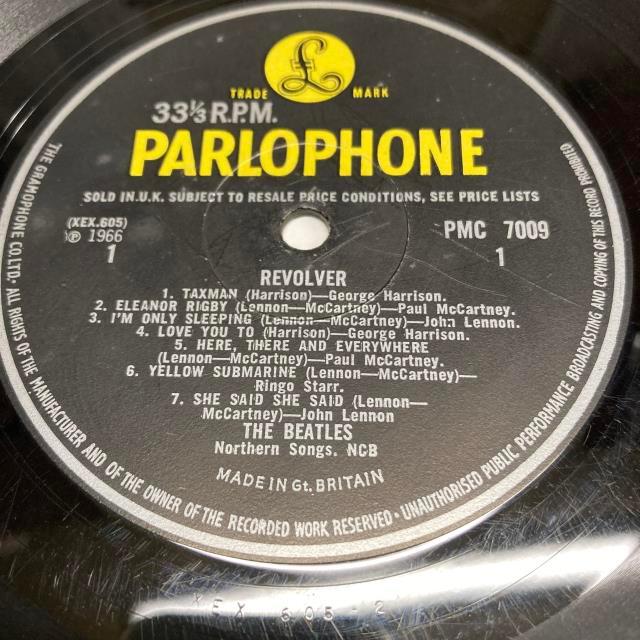 £
TRADE MARK
33⅓ R.P.M.
PARLOPHONE
SOLD IN U.K. SUBJECT TO RESALE PRICE CONDITIONS, SEE PRICE LISTS
(XEX.605)
Ⓟ 1966
1
PMC 7009
1
REVOLVER
1. TAXMAN (Harrison)—George Harrison.
2. ELEANOR RIGBY (Lennon—McCartney)—Paul McCartney.
3. I'M ONLY SLEEPING (Lennon—McCartney)—John Lennon.
4. LOVE YOU TO (Harrison)—George Harrison.
5. HERE, THERE AND EVERYWHERE
(Lennon—McCartney)—Paul McCartney.
6. YELLOW SUBMARINE (Lennon—McCartney)—
Ringo Starr.
7. SHE SAID SHE SAID (Lennon—
McCartney)—John Lennon
THE BEATLES
Northern Songs. NCB
MADE IN Gt. BRITAIN
THE GRAMOPHONE CO. LTD. · ALL RIGHTS OF THE MANUFACTURER AND OF THE OWNER OF THE RECORDED WORK RESERVED · UNAUTHORISED PUBLIC PERFORMANCE BROADCASTING AND COPYING OF THIS RECORD PROHIBITED
XEX 605-2